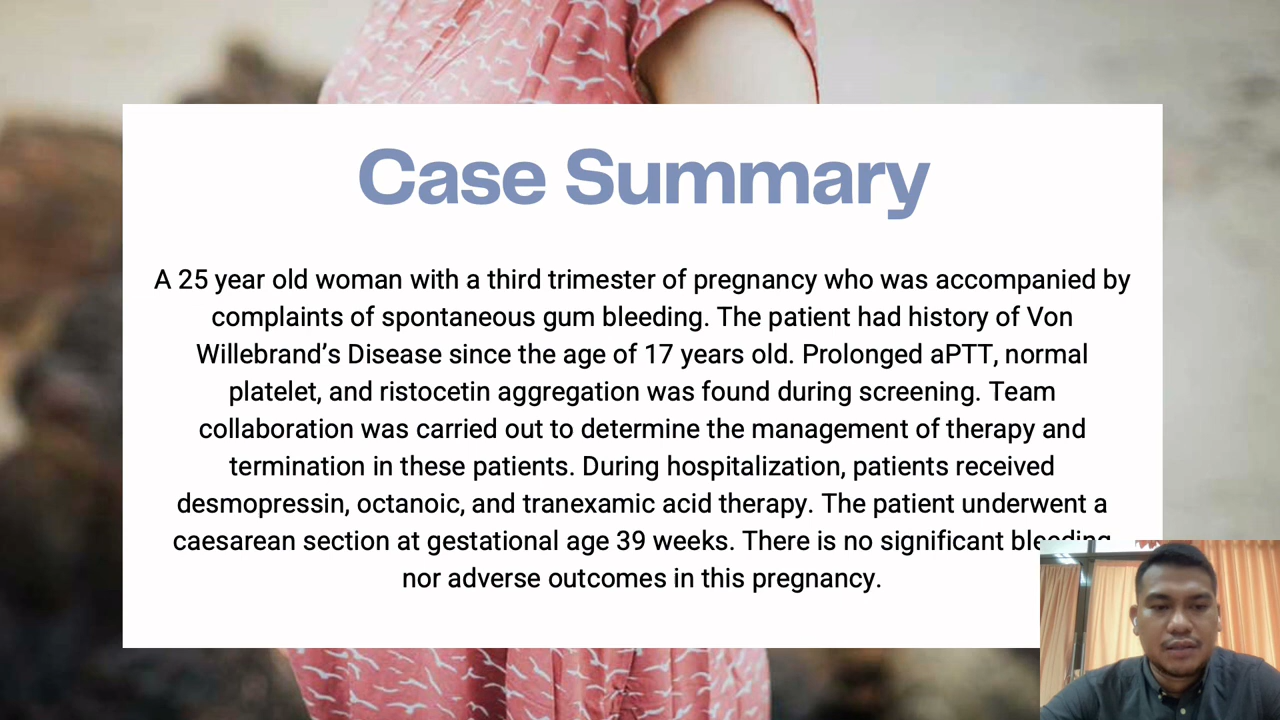 Case Summary
A 25 year old woman with a third trimester of pregnancy who was accompanied by
complaints of spontaneous gum bleeding. The patient had history of Von
Willebrand’s Disease since the age of 17 years old. Prolonged aPTT, normal
platelet, and ristocetin aggregation was found during screening. Team
collaboration was carried out to determine the management of therapy and
termination in these patients. During hospitalization, patients received
desmopressin, octanoic, and tranexamic acid therapy. The patient underwent a
caesarean section at gestational age 39 weeks. There is no significant bleeding
nor adverse outcomes in this pregnancy.